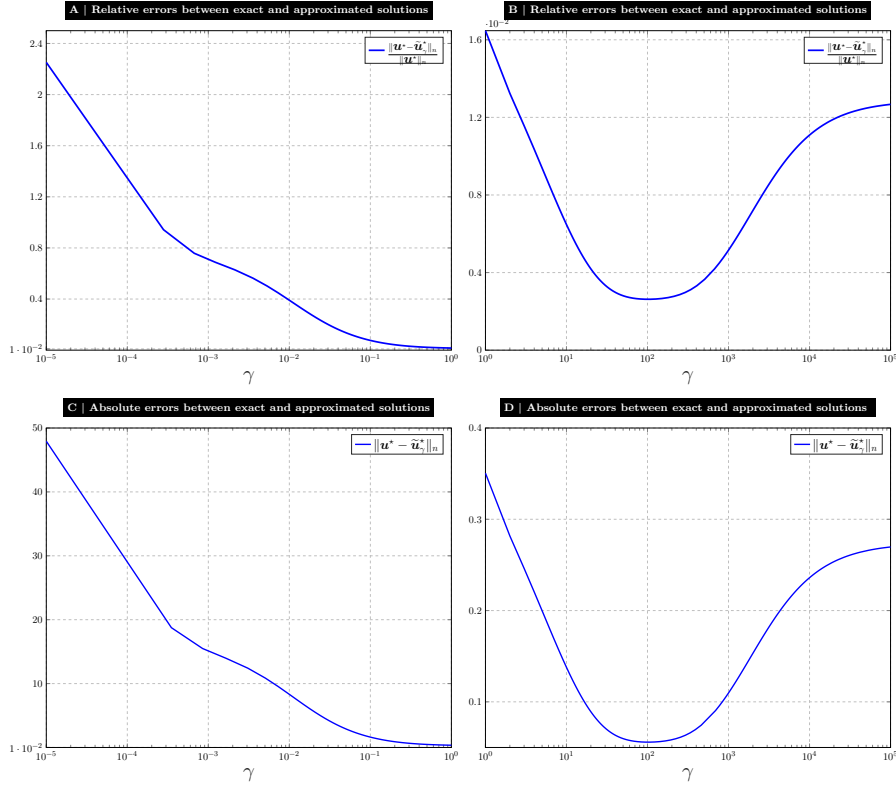 A | Relative errors between exact and approximated solutions
‖u⋆−ũ⋆γ‖n
‖u⋆‖n
2.4
2
1.6
1.2
0.8
0.4
1 · 10−2
10−5 10−4 10−3 10−2 10−1 100
γ
B | Relative errors between exact and approximated solutions
·10−2
‖u⋆−ũ⋆γ‖n
‖u⋆‖n
1.6
1.2
0.8
0.4
0
100 101 102 103 104 105
γ
C | Absolute errors between exact and approximated solutions
‖u⋆ − ũ⋆γ‖n
50
40
30
20
10
1 · 10−2
10−5 10−4 10−3 10−2 10−1 100
γ
D | Absolute errors between exact and approximated solutions
‖u⋆ − ũ⋆γ‖n
0.4
0.3
0.2
0.1
100 101 102 103 104 105
γ